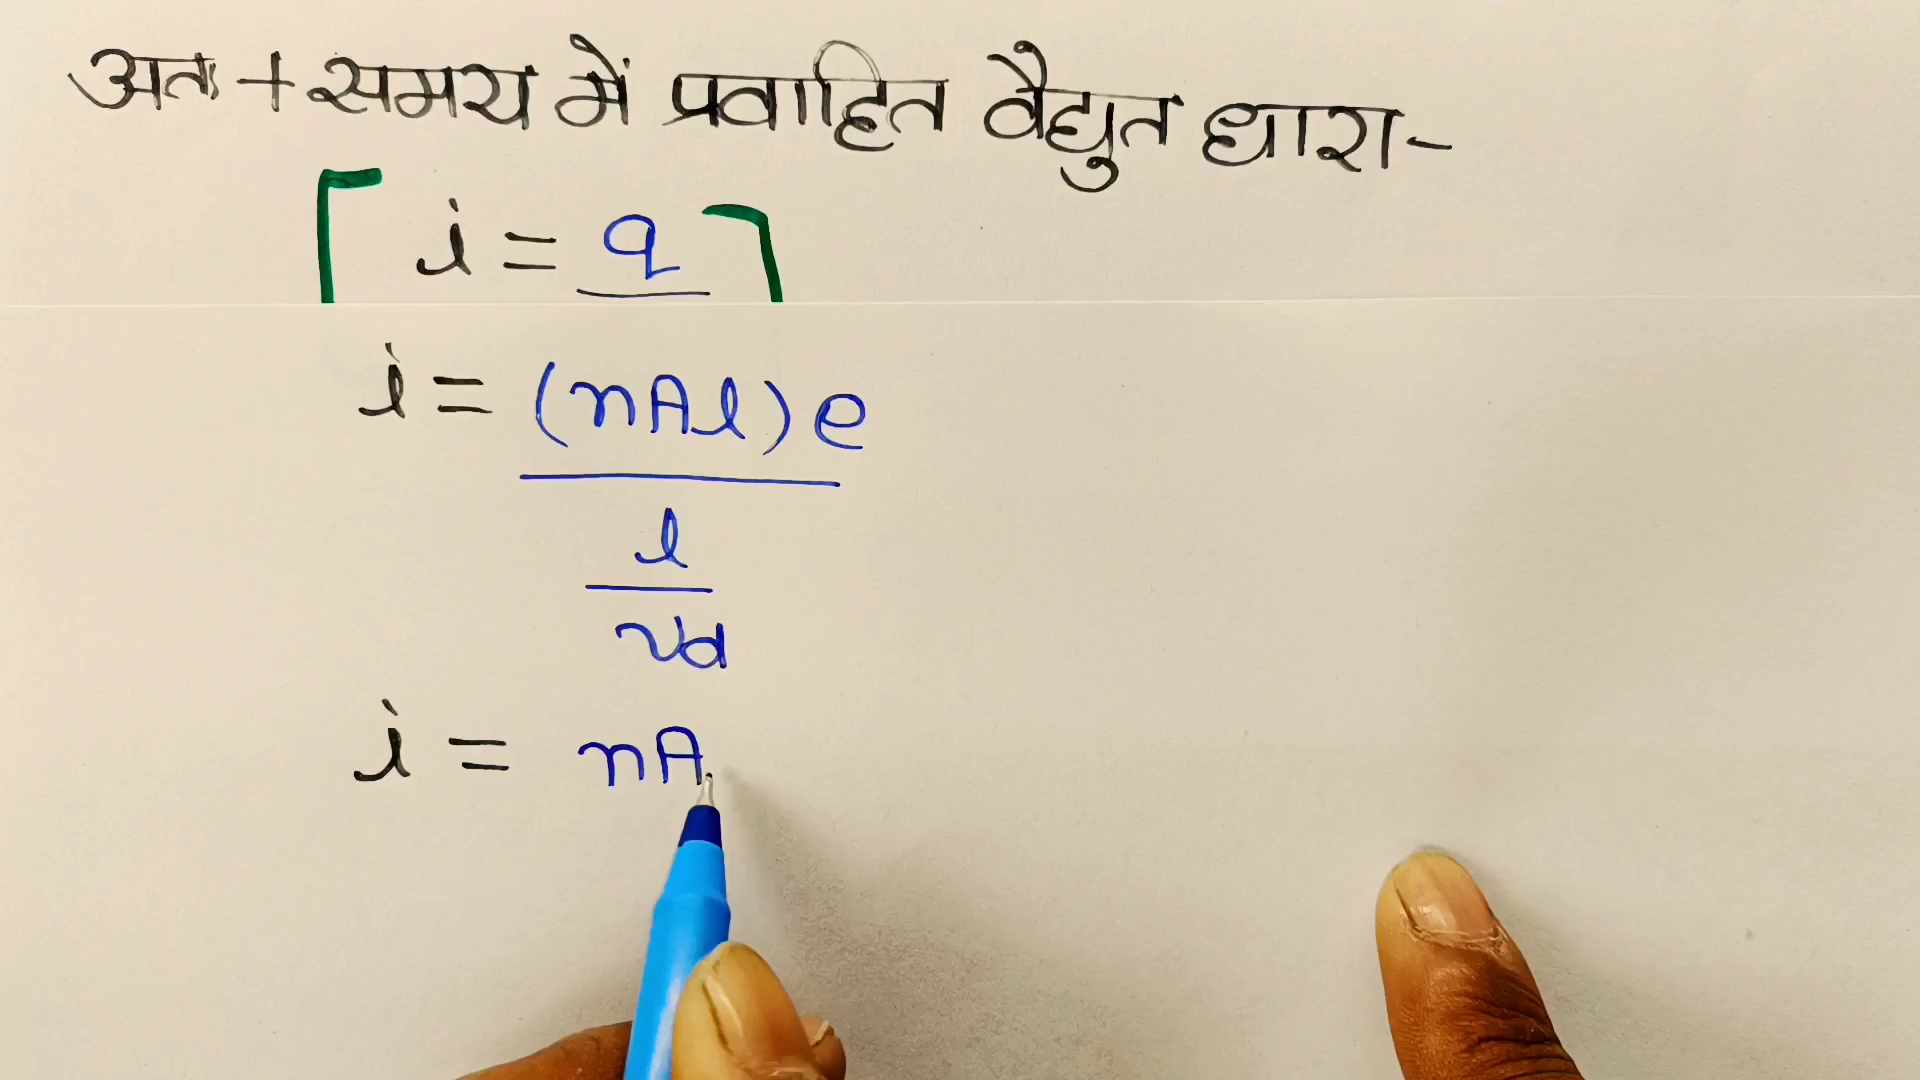 अतः t समय में प्रवाहित वैद्युत धारा-
i = q
i = (nAl)e
l
vd
i = nA